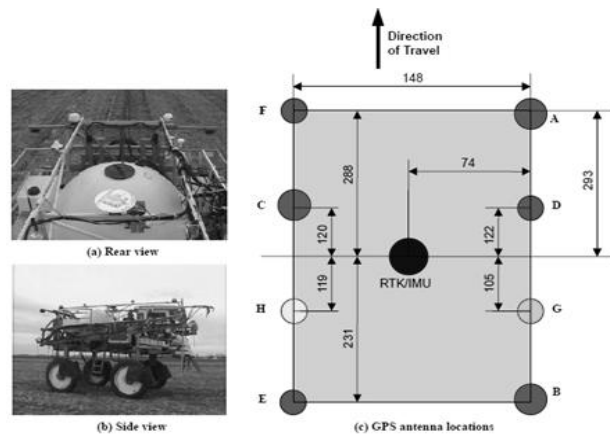 Direction
of Travel
148
F
A
288
74
293
C
D
120
122
(a) Rear view
RTK/IMU
119
105
H
G
231
E
B
(b) Side view
(c) GPS antenna locations